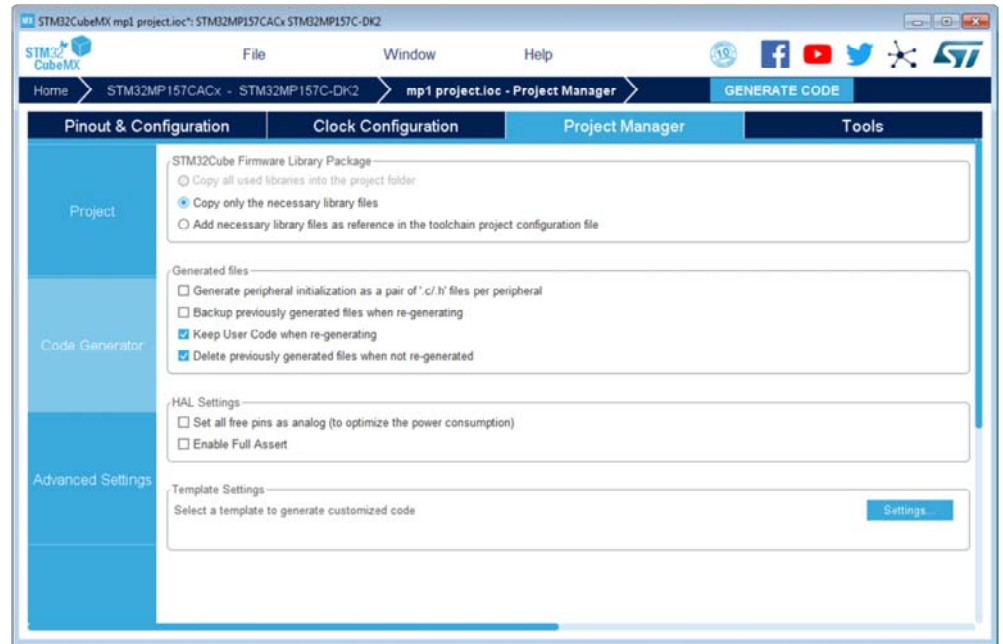 MX STM32CubeMX mp1 project.ioc*: STM32MP157CACx STM32MP157C-DK2
STM32
CubeMX
File Window Help
10
ST
Home STM32MP157CACx - STM32MP157C-DK2 mp1 project.ioc - Project Manager GENERATE CODE
Pinout & Configuration Clock Configuration Project Manager Tools
Project
Code Generator
Advanced Settings
STM32Cube Firmware Library Package
Copy all used libraries into the project folder
Copy only the necessary library files
Add necessary library files as reference in the toolchain project configuration file
Generated files
Generate peripheral initialization as a pair of '.c/.h' files per peripheral
Backup previously generated files when re-generating
Keep User Code when re-generating
Delete previously generated files when not re-generated
HAL Settings
Set all free pins as analog (to optimize the power consumption)
Enable Full Assert
Template Settings
Select a template to generate customized code Settings...